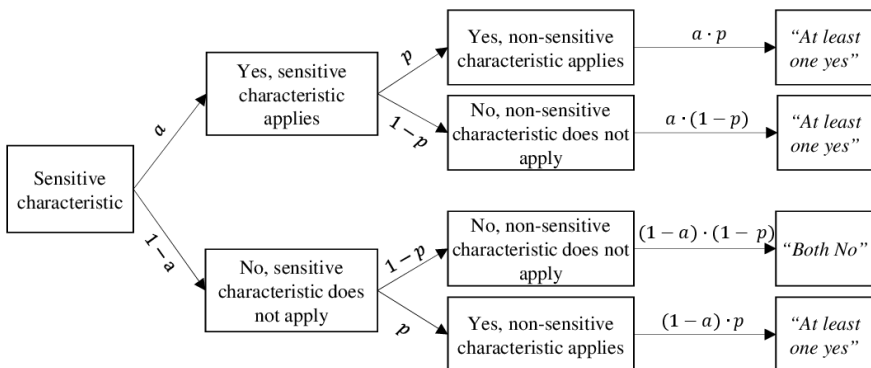 Sensitive
characteristic
a
1−a
Yes, sensitive
characteristic
applies
p
1−p
No, sensitive
characteristic does
not apply
1−p
p
Yes, non-sensitive
characteristic applies
a · p
“At least
one yes”
No, non-sensitive
characteristic does not
apply
a · (1 − p)
“At least
one yes”
No, non-sensitive
characteristic does not
apply
(1 − a) · (1 − p)
“Both No”
Yes, non-sensitive
characteristic applies
(1 − a) · p
“At least
one yes”